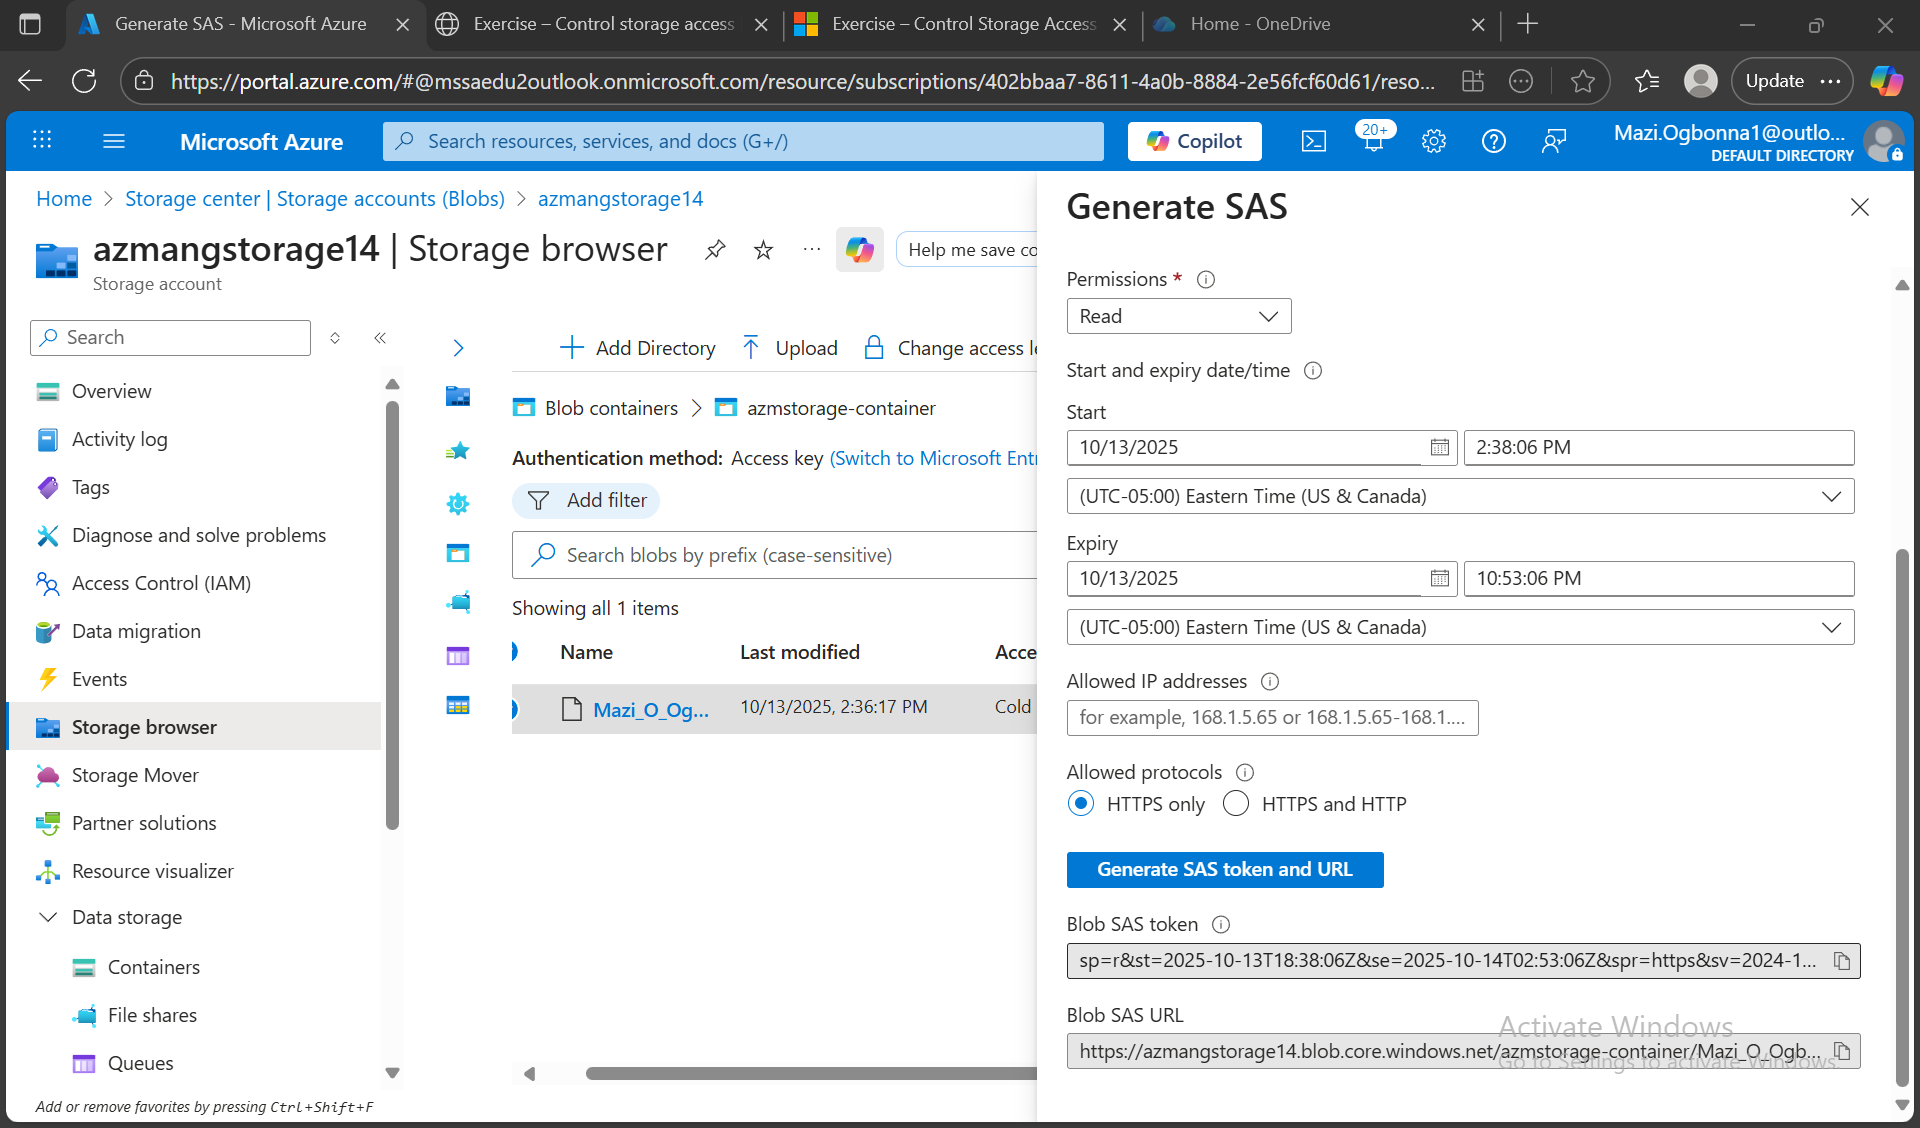 Generate SAS - Microsoft Azure
Exercise – Control storage access
Exercise – Control Storage Access
Home - OneDrive
https://portal.azure.com/#@mssaedu2outlook.onmicrosoft.com/resource/subscriptions/402bbaa7-8611-4a0b-8884-2e56fcf60d61/reso...
Update
Microsoft Azure
Search resources, services, and docs (G+/)
Copilot
20+
Mazi.Ogbonna1@outlo...
DEFAULT DIRECTORY
Home > Storage center | Storage accounts (Blobs) > azmangstorage14
azmangstorage14 | Storage browser
Storage account
Help me save co
Search
Overview
Activity log
Tags
Diagnose and solve problems
Access Control (IAM)
Data migration
Events
Storage browser
Storage Mover
Partner solutions
Resource visualizer
Data storage
Containers
File shares
Queues
Add or remove favorites by pressing Ctrl+Shift+F
Add Directory
Upload
Change access le
Blob containers > azmstorage-container
Authentication method: Access key (Switch to Microsoft Entr
Add filter
Search blobs by prefix (case-sensitive)
Showing all 1 items
Name Last modified Acce
Mazi_O_Og... 10/13/2025, 2:36:17 PM Cold
Generate SAS
Permissions *
Read
Start and expiry date/time
Start
10/13/2025 2:38:06 PM
(UTC-05:00) Eastern Time (US & Canada)
Expiry
10/13/2025 10:53:06 PM
(UTC-05:00) Eastern Time (US & Canada)
Allowed IP addresses
for example, 168.1.5.65 or 168.1.5.65-168.1....
Allowed protocols
HTTPS only HTTPS and HTTP
Generate SAS token and URL
Blob SAS token
sp=r&st=2025-10-13T18:38:06Z&se=2025-10-14T02:53:06Z&spr=https&sv=2024-1...
Blob SAS URL
https://azmangstorage14.blob.core.windows.net/azmstorage-container/Mazi_O_Ogb...
Activate Windows
Go to Settings to activate Windows.